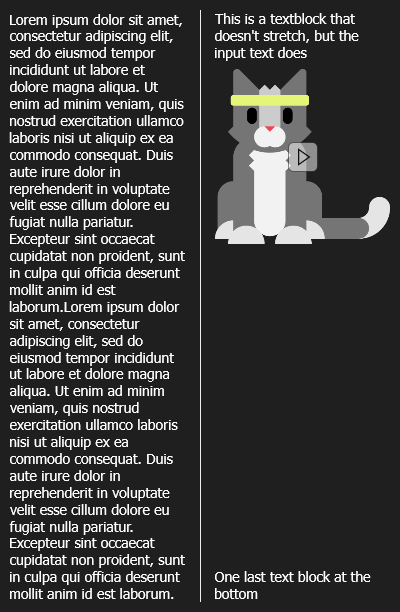 Lorem ipsum dolor sit amet,
consectetur adipiscing elit,
sed do eiusmod tempor
incididunt ut labore et
dolore magna aliqua. Ut
enim ad minim veniam, quis
nostrud exercitation ullamco
laboris nisi ut aliquip ex ea
commodo consequat. Duis
aute irure dolor in
reprehenderit in voluptate
velit esse cillum dolore eu
fugiat nulla pariatur.
Excepteur sint occaecat
cupidatat non proident, sunt
in culpa qui officia deserunt
mollit anim id est
laborum.Lorem ipsum dolor
sit amet, consectetur
adipiscing elit, sed do
eiusmod tempor incididunt
ut labore et dolore magna
aliqua. Ut enim ad minim
veniam, quis nostrud
exercitation ullamco laboris
nisi ut aliquip ex ea
commodo consequat. Duis
aute irure dolor in
reprehenderit in voluptate
velit esse cillum dolore eu
fugiat nulla pariatur.
Excepteur sint occaecat
cupidatat non proident, sunt
in culpa qui officia deserunt
mollit anim id est laborum.
This is a textblock that
doesn't stretch, but the
input text does
One last text block at the
bottom